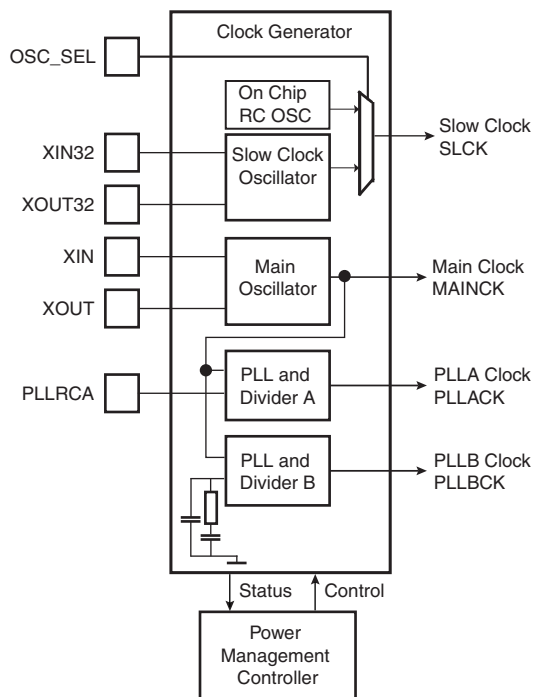 Clock Generator
OSC_SEL
On Chip
RC OSC
Slow Clock
SLCK
XIN32
Slow Clock
Oscillator
XOUT32
XIN
Main
Oscillator
Main Clock
MAINCK
XOUT
PLLRCA
PLL and
Divider A
PLLA Clock
PLLACK
PLL and
Divider B
PLLB Clock
PLLBCK
Status
Control
Power
Management
Controller